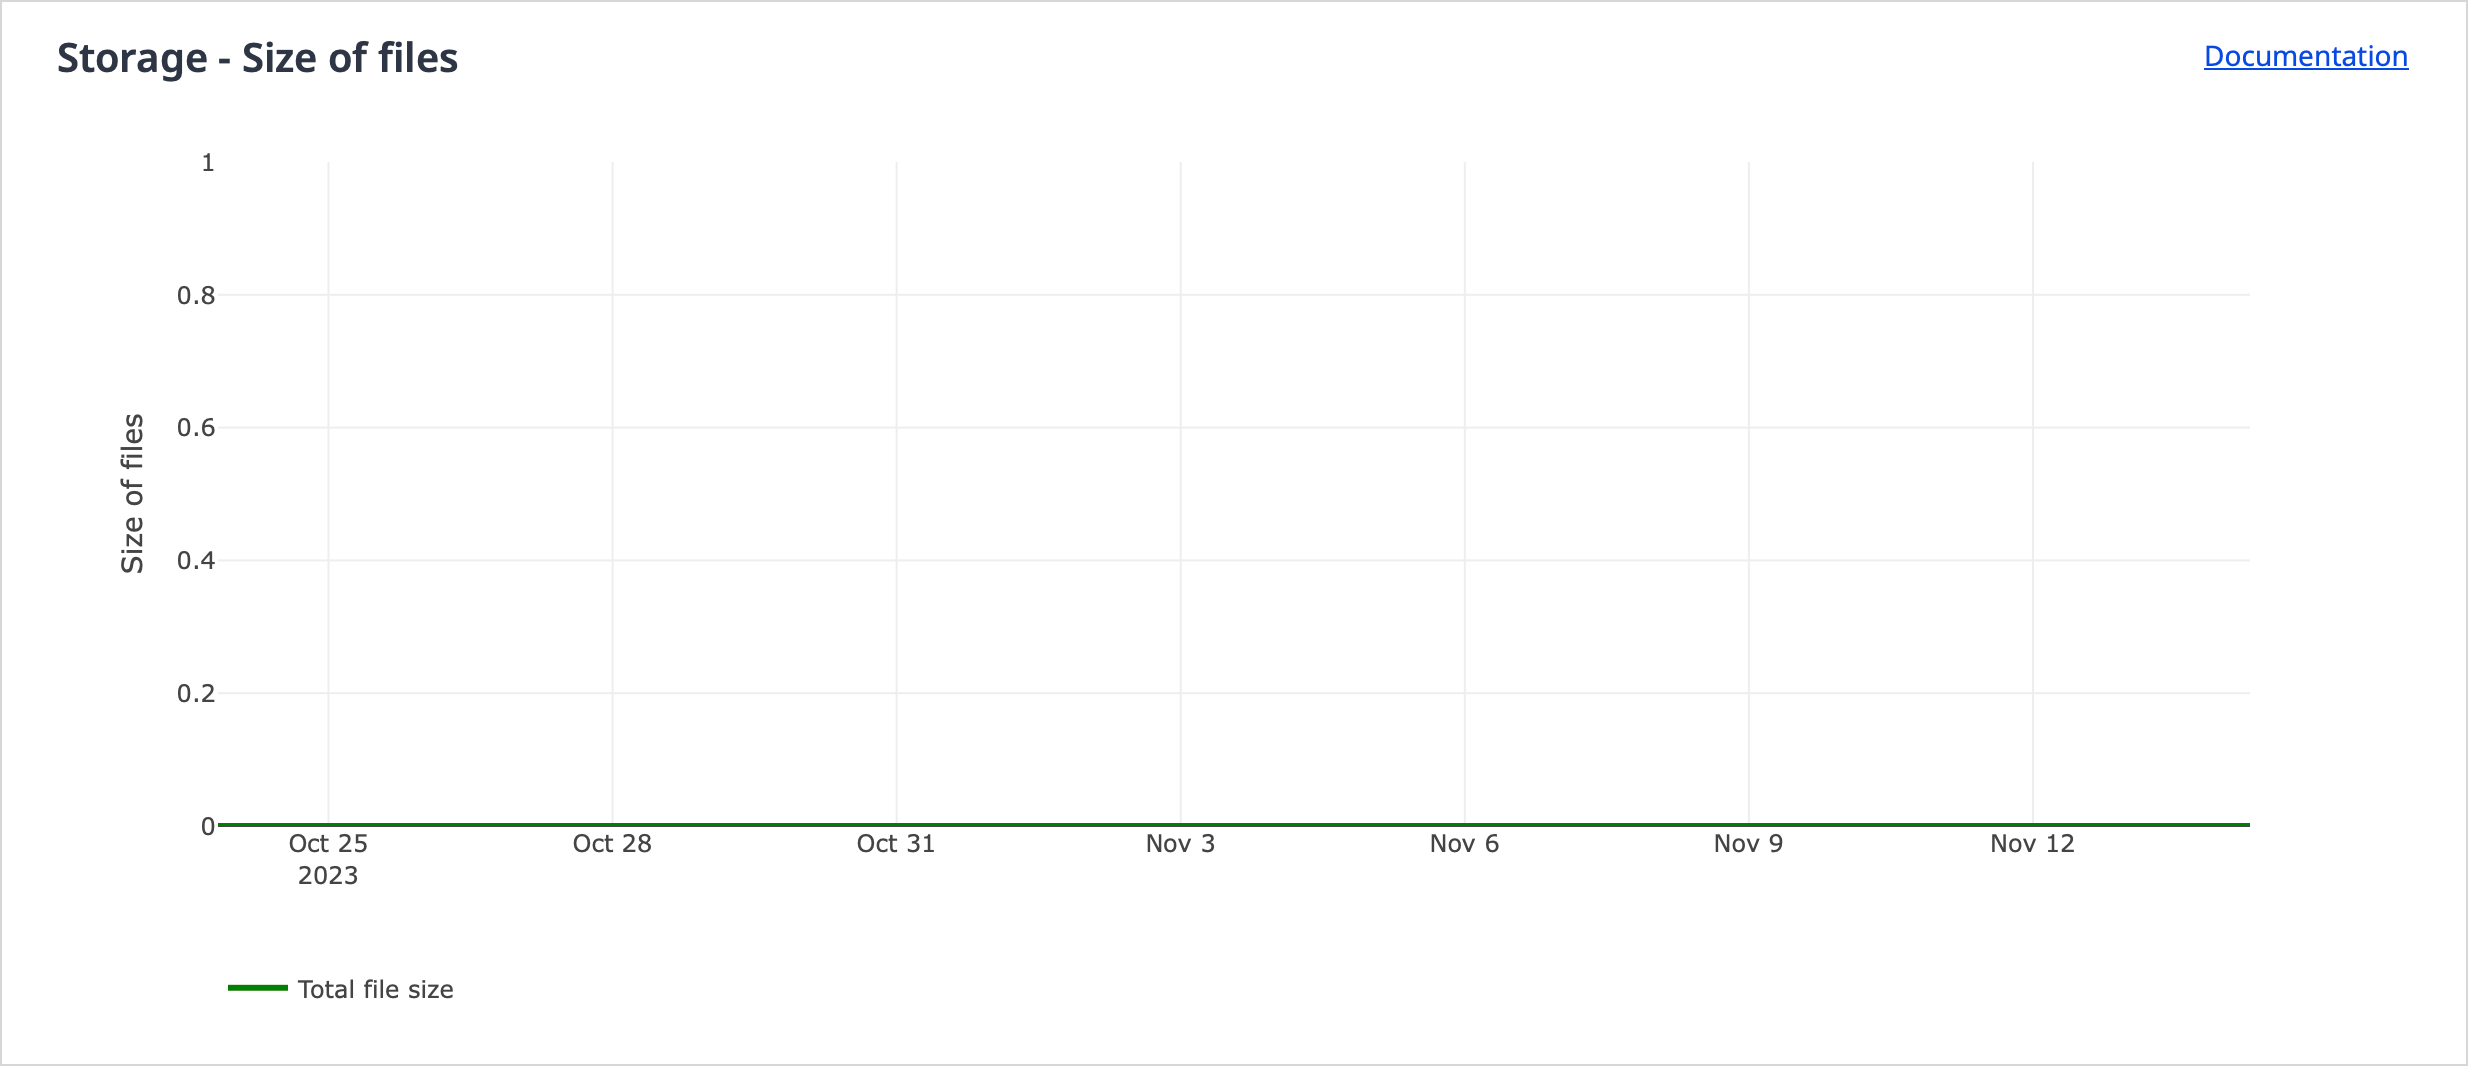 Storage - Size of files
Documentation
Size of files
1
0.8
0.6
0.4
0.2
0
Oct 25
2023
Oct 28
Oct 31
Nov 3
Nov 6
Nov 9
Nov 12
Total file size